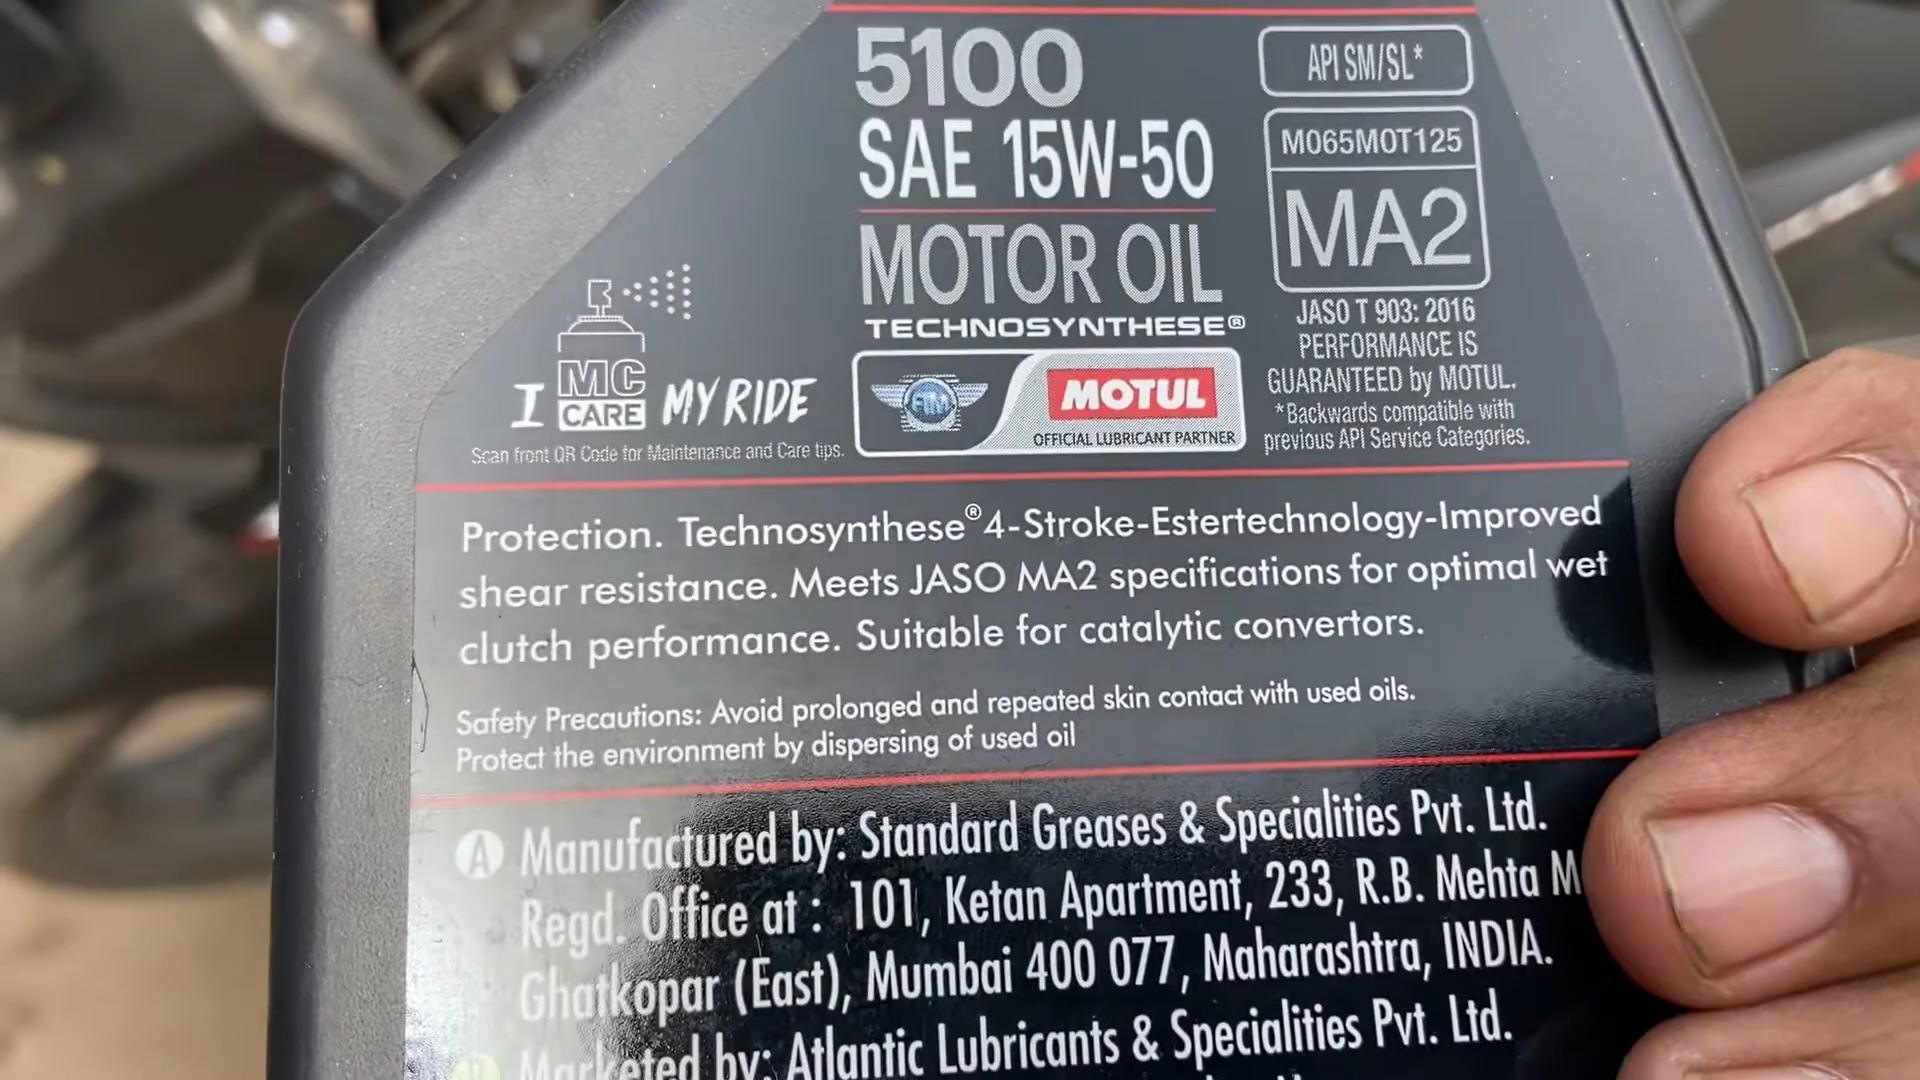 5100
SAE 15W-50
MOTOR OIL
TECHNOSYNTHESE®
API SM/SL*
M065MOT125
MA2
JASO T 903: 2016
PERFORMANCE IS
GUARANTEED by MOTUL.
*Backwards compatible with
previous API Service Categories.
I MC CARE MY RIDE
Scan front QR Code for Maintenance and Care tips.
FIM
MOTUL
OFFICIAL LUBRICANT PARTNER
Protection. Technosynthese® 4-Stroke-Estertechnology-Improved
shear resistance. Meets JASO MA2 specifications for optimal wet
clutch performance. Suitable for catalytic convertors.
Safety Precautions: Avoid prolonged and repeated skin contact with used oils.
Protect the environment by dispersing of used oil
A Manufactured by: Standard Greases & Specialities Pvt. Ltd.
Regd. Office at : 101, Ketan Apartment, 233, R.B. Mehta M
Ghatkopar (East), Mumbai 400 077, Maharashtra, INDIA.
Marketed by: Atlantic Lubricants & Specialities Pvt. Ltd.